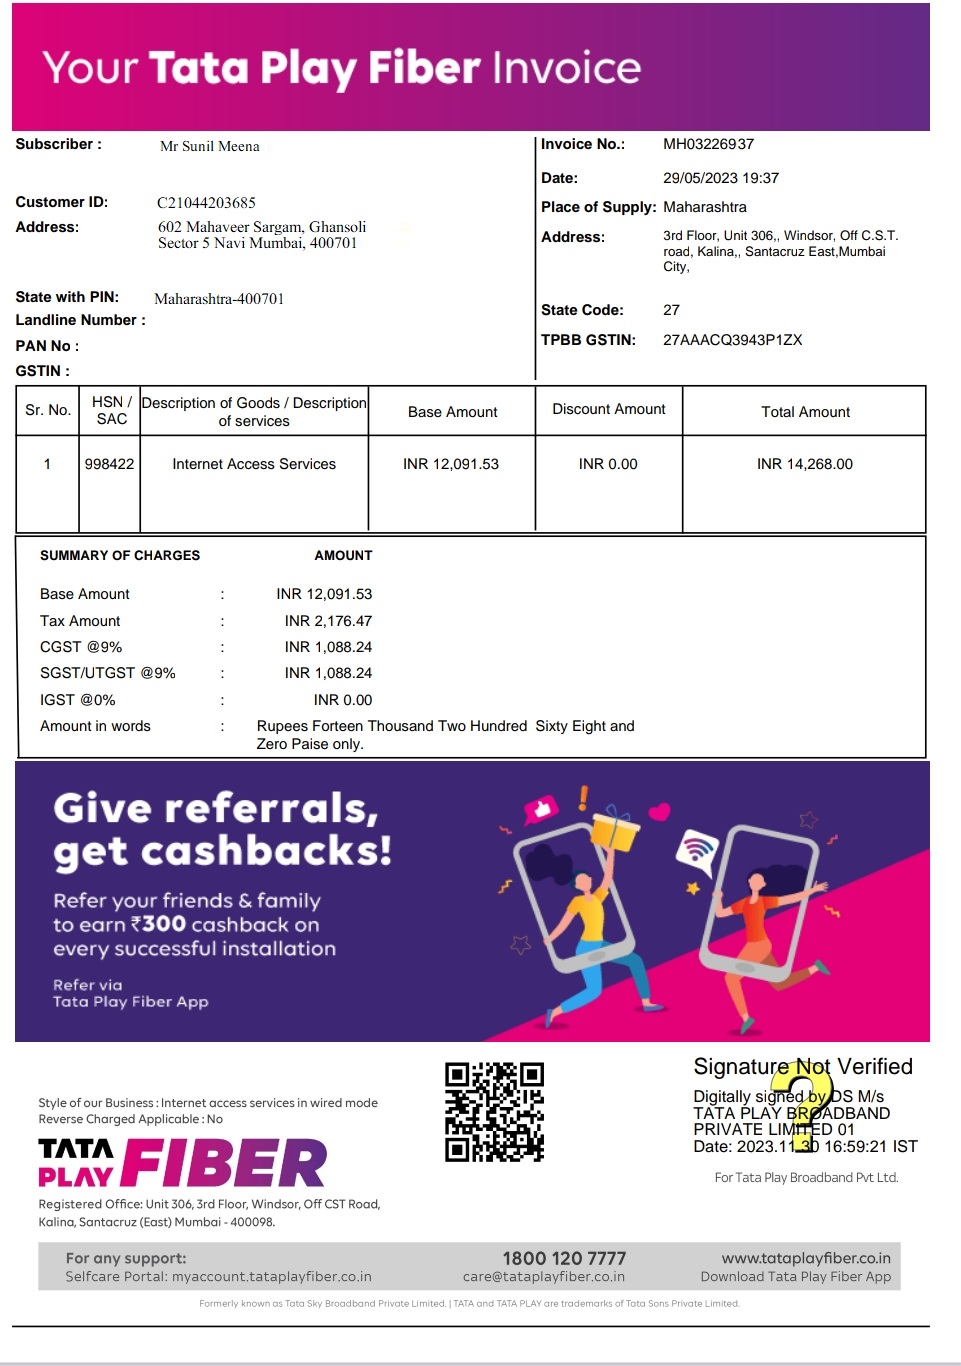 Your Tata Play Fiber Invoice
Subscriber : Mr Sunil Meena
Customer ID: C21044203685
Address: 602 Mahaveer Sargam, Ghansoli
Sector 5 Navi Mumbai, 400701
State with PIN: Maharashtra-400701
Landline Number :
PAN No :
GSTIN :
Invoice No.: MH03226937
Date: 29/05/2023 19:37
Place of Supply: Maharashtra
Address: 3rd Floor, Unit 306,, Windsor, Off C.S.T.
road, Kalina,, Santacruz East,Mumbai
City,
State Code: 27
TPBB GSTIN: 27AAACQ3943P1ZX
Sr. No. HSN / SAC Description of Goods / Description of services Base Amount Discount Amount Total Amount
1 998422 Internet Access Services INR 12,091.53 INR 0.00 INR 14,268.00
SUMMARY OF CHARGES AMOUNT
Base Amount : INR 12,091.53
Tax Amount : INR 2,176.47
CGST @9% : INR 1,088.24
SGST/UTGST @9% : INR 1,088.24
IGST @0% : INR 0.00
Amount in words : Rupees Forteen Thousand Two Hundred Sixty Eight and
Zero Paise only.
Give referrals,
get cashbacks!
Refer your friends & family
to earn ₹300 cashback on
every successful installation
Refer via
Tata Play Fiber App
Style of our Business : Internet access services in wired mode
Reverse Charged Applicable : No
TATA PLAY FIBER
Registered Office: Unit 306, 3rd Floor, Windsor, Off CST Road,
Kalina, Santacruz (East) Mumbai - 400098.
Signature Not Verified
Digitally signed by DS M/s
TATA PLAY BROADBAND
PRIVATE LIMITED 01
Date: 2023.11.30 16:59:21 IST
For Tata Play Broadband Pvt Ltd.
For any support: 1800 120 7777 www.tataplayfiber.co.in
Selfcare Portal: myaccount.tataplayfiber.co.in care@tataplayfiber.co.in Download Tata Play Fiber App
Formerly known as Tata Sky Broadband Private Limited. | TATA and TATA PLAY are trademarks of Tata Sons Private Limited.